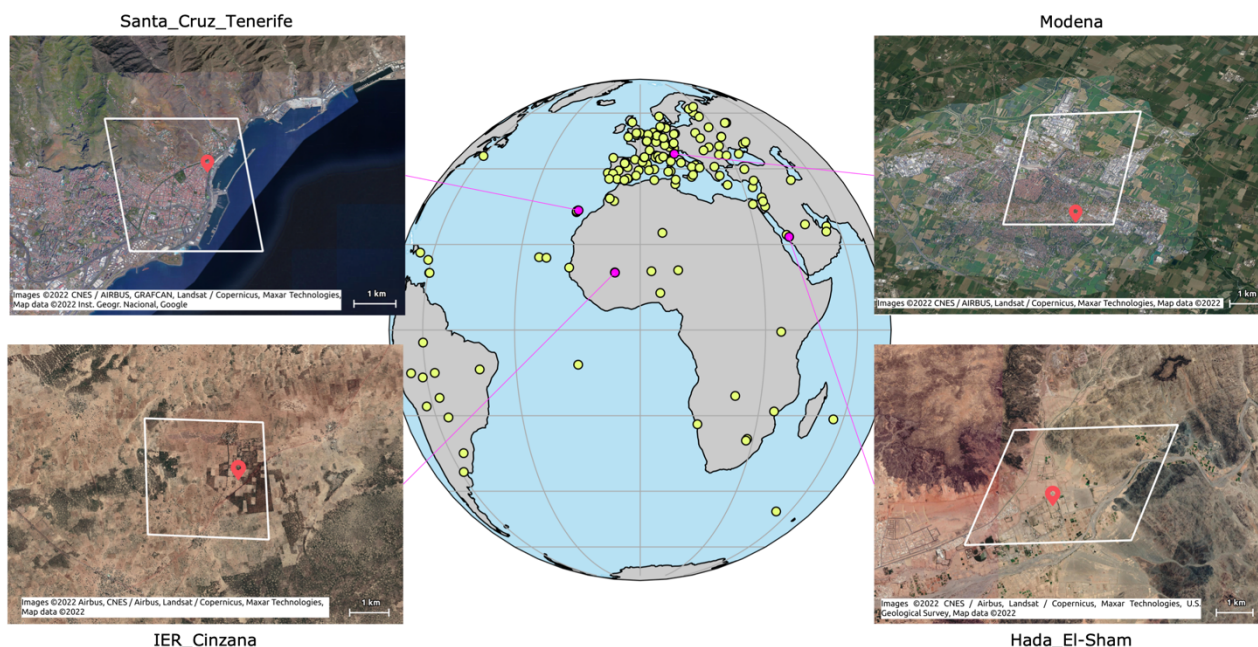 Santa_Cruz_Tenerife
Modena
Images ©2022 CNES / AIRBUS, GRAFCAN, Landsat / Copernicus, Maxar Technologies,
Map data ©2022 Inst. Geogr. Nacional, Google
1 km
Images ©2022 CNES / AIRBUS, Landsat / Copernicus, Maxar Technologies, Map data ©2022
1 km
Images ©2022 Airbus, CNES / Airbus, Landsat / Copernicus, Maxar Technologies,
Map data ©2022
1 km
Images ©2022 CNES / Airbus, Landsat / Copernicus, Maxar Technologies, U.S.
Geological Survey, Map data ©2022
1 km
IER_Cinzana
Hada_El-Sham